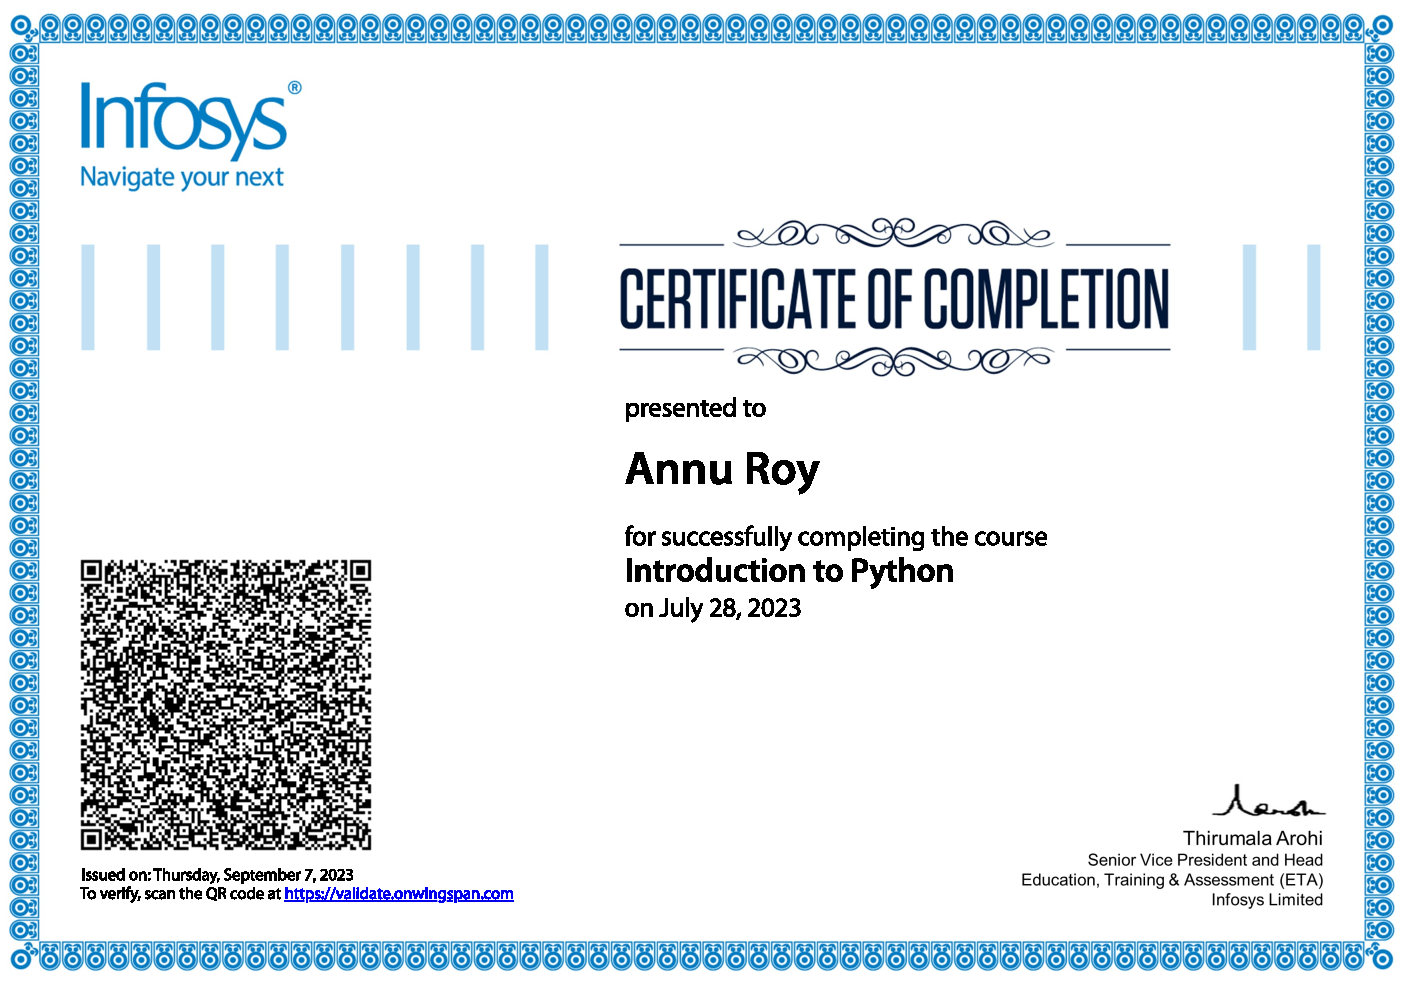 Infosys®
Navigate your next
CERTIFICATE OF COMPLETION
presented to
Annu Roy
for successfully completing the course
Introduction to Python
on July 28, 2023
Issued on: Thursday, September 7, 2023
To verify, scan the QR code at https://validate.onwingspan.com
Thirumala Arohi
Senior Vice President and Head
Education, Training & Assessment (ETA)
Infosys Limited